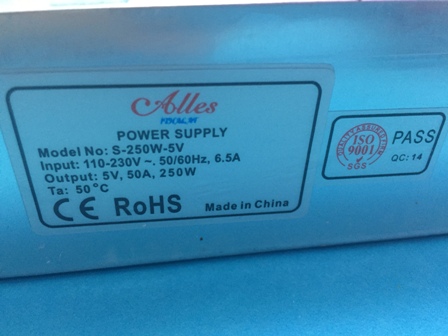 Alles
POWER SUPPLY
Model No: S-250W-5V
Input: 110-230V ~. 50/60Hz, 6.5A
Output: 5V, 50A, 250W
Ta: 50°C
CE RoHS Made in China
ISO
9001
SGS
PASS
QC: 14